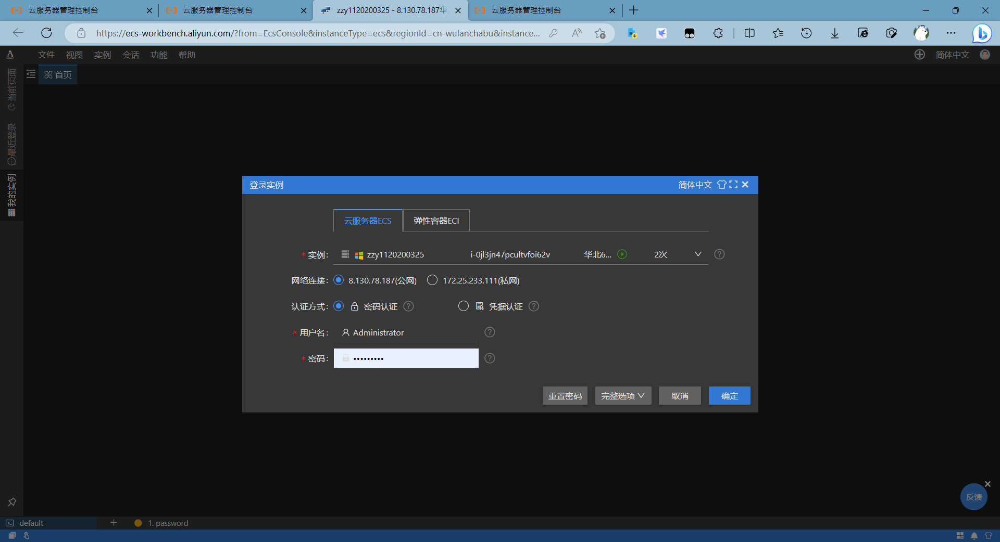 云服务器管理控制台
云服务器管理控制台
zzy1120200325 - 8.130.78.187华
云服务器管理控制台
https://ecs-workbench.aliyun.com/?from=EcsConsole&instanceType=ecs&regionId=cn-wulanchabu&instance...
文件 视图 实例 会话 功能 帮助
简体中文
首页
当前页面
最近登录
我的实例
登录实例
简体中文
云服务器ECS 弹性容器ECI
* 实例: zzy1120200325 i-0jl3jn47pcultvfoi62v 华北6... 2次
网络连接: 8.130.78.187(公网) 172.25.233.111(私网)
认证方式: 密码认证 凭据认证
* 用户名: Administrator
* 密码: •••••••••
重置密码 完整选项 取消 确定
反馈
default + 1. password